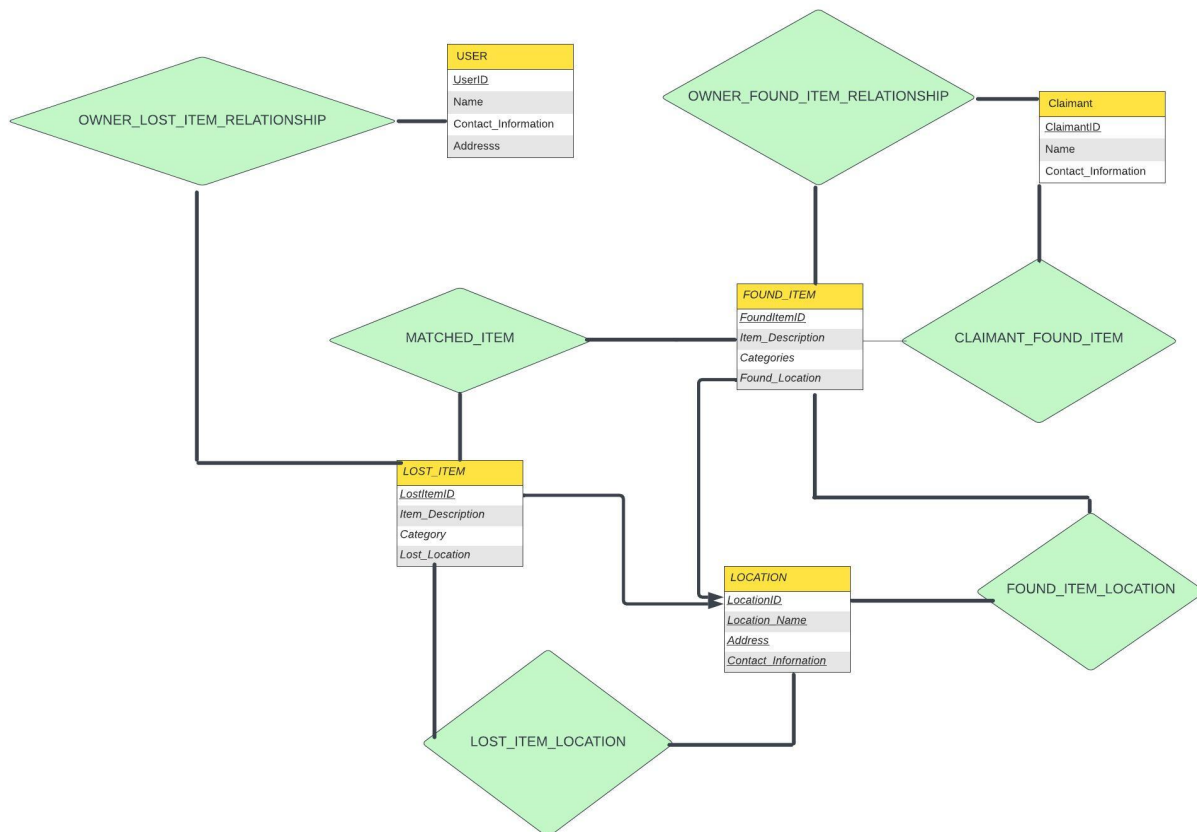 USER
UserID
Name
Contact_Information
Addresss
OWNER_LOST_ITEM_RELATIONSHIP
OWNER_FOUND_ITEM_RELATIONSHIP
Claimant
ClaimantID
Name
Contact_Information
FOUND_ITEM
FoundItemID
Item_Description
Categories
Found_Location
MATCHED_ITEM
CLAIMANT_FOUND_ITEM
LOST_ITEM
LostItemID
Item_Description
Category
Lost_Location
LOCATION
LocationID
Location_Name
Address
Contact_Infornation
FOUND_ITEM_LOCATION
LOST_ITEM_LOCATION